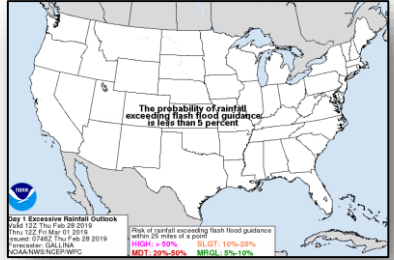 The probability of rainfall
exceeding flash flood guidance
is less than 5 percent
NOAA
Day 1 Excessive Rainfall Outlook
Valid 12Z Thu Feb 28 2019
Thru 12Z Fri Mar 01 2019
Issued: 0748Z Thu Feb 28 2019
Forecaster: GALLINA
NOAA/NWS/NCEP/WPC
Risk of rainfall exceeding flash flood guidance
within 25 miles of a point
HIGH: > 50% SLGT: 10%-20%
MDT: 20%-50% MRGL: 5%-10%